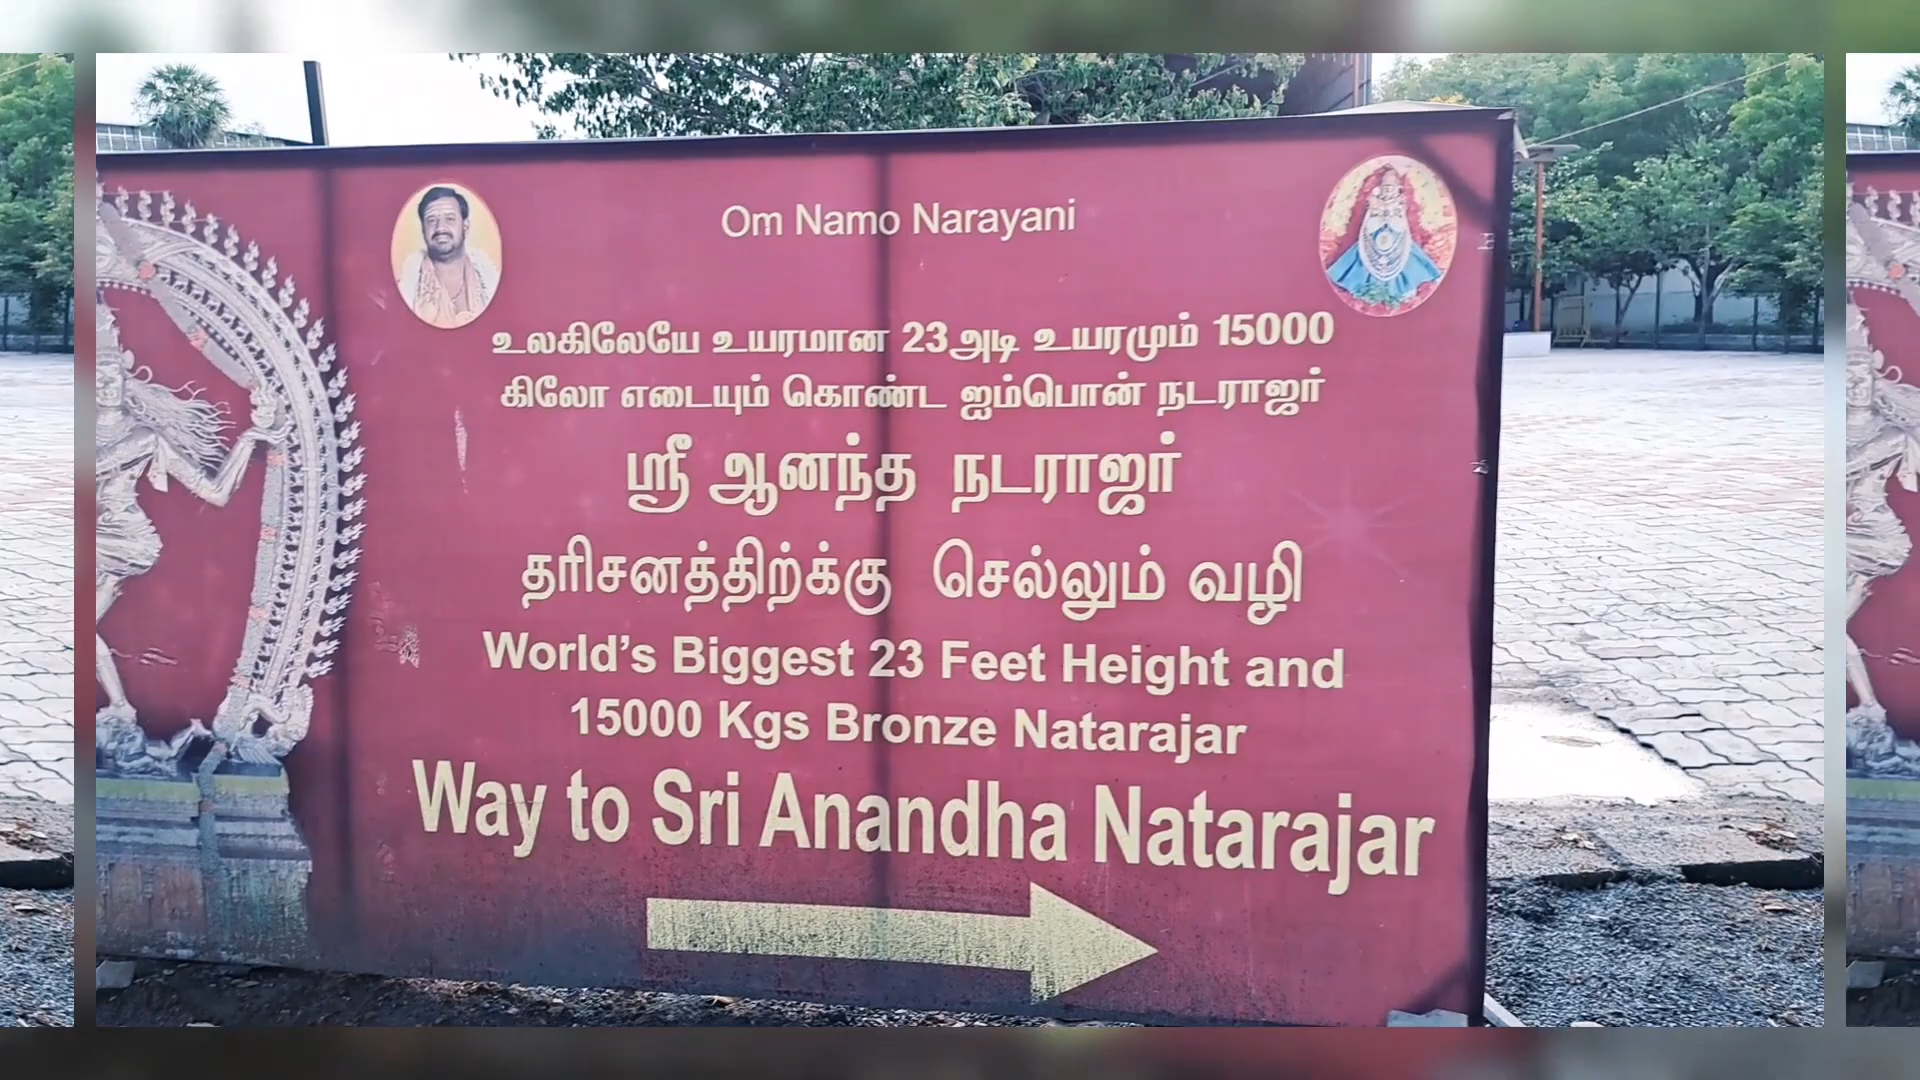 Om Namo Narayani
உலகிலேயே உயரமான 23அடி உயரமும் 15000
கிலோ எடையும் கொண்ட ஐம்பொன் நடராஜர்
ஸ்ரீ ஆனந்த நடராஜர்
தரிசனத்திற்க்கு செல்லும் வழி
World's Biggest 23 Feet Height and
15000 Kgs Bronze Natarajar
Way to Sri Anandha Natarajar